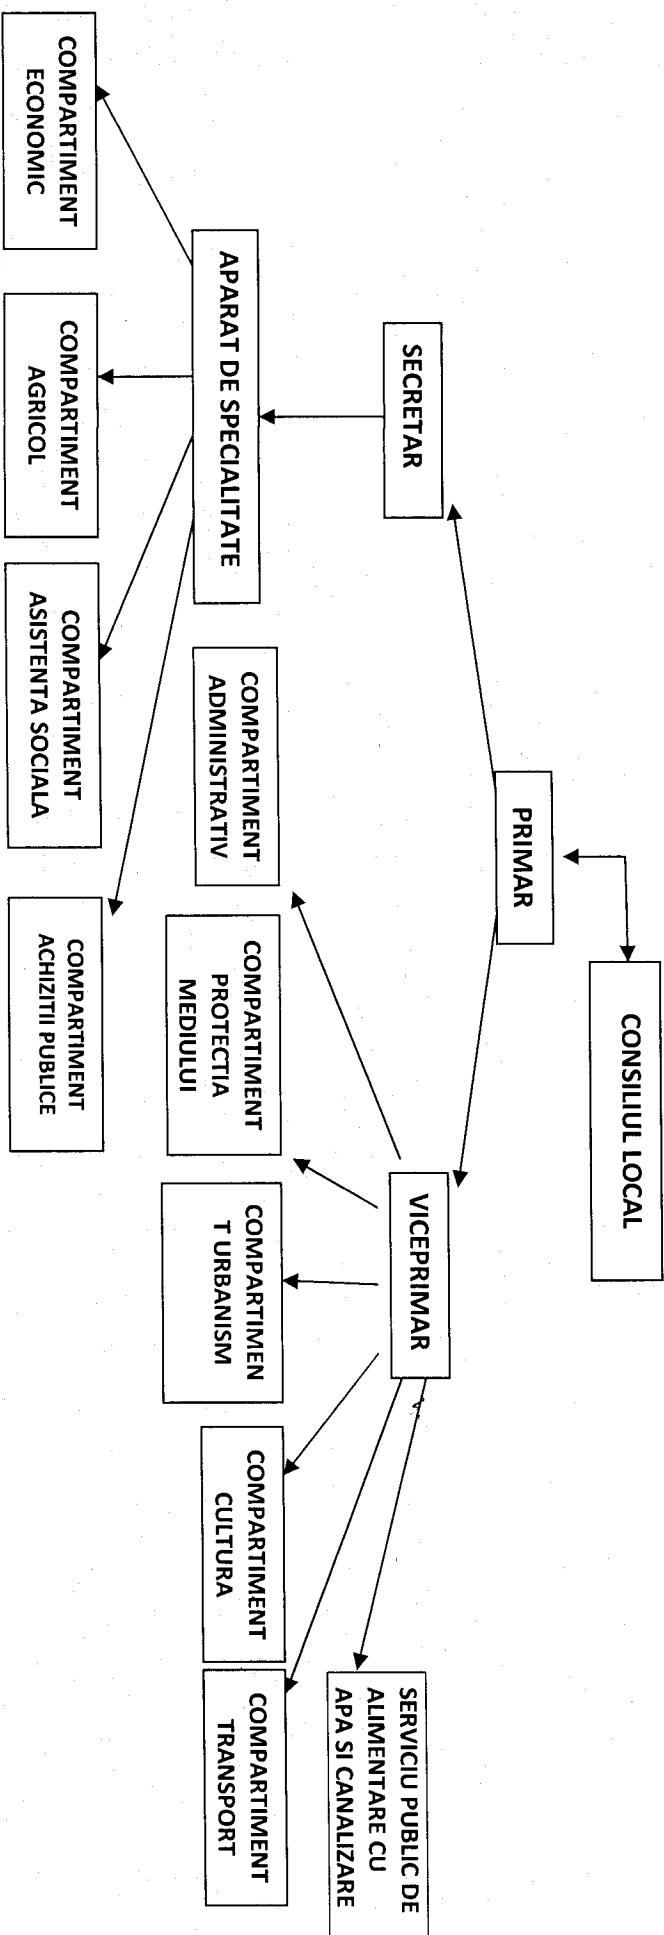 CONSILIUL LOCAL
PRIMAR
SECRETAR
VICEPRIMAR
SERVICIU PUBLIC DE
ALIMENTARE CU
APA SI CANALIZARE
APARAT DE SPECIALITATE
COMPARTIMENT
ADMINISTRATIV
COMPARTIMENT
PROTECTIA
MEDIULUI
COMPARTIMEN
T URBANISM
COMPARTIMENT
CULTURA
COMPARTIMENT
TRANSPORT
COMPARTIMENT
ECONOMIC
COMPARTIMENT
AGRICOL
COMPARTIMENT
ASISTENTA SOCIALA
COMPARTIMENT
ACHIZITII PUBLICE